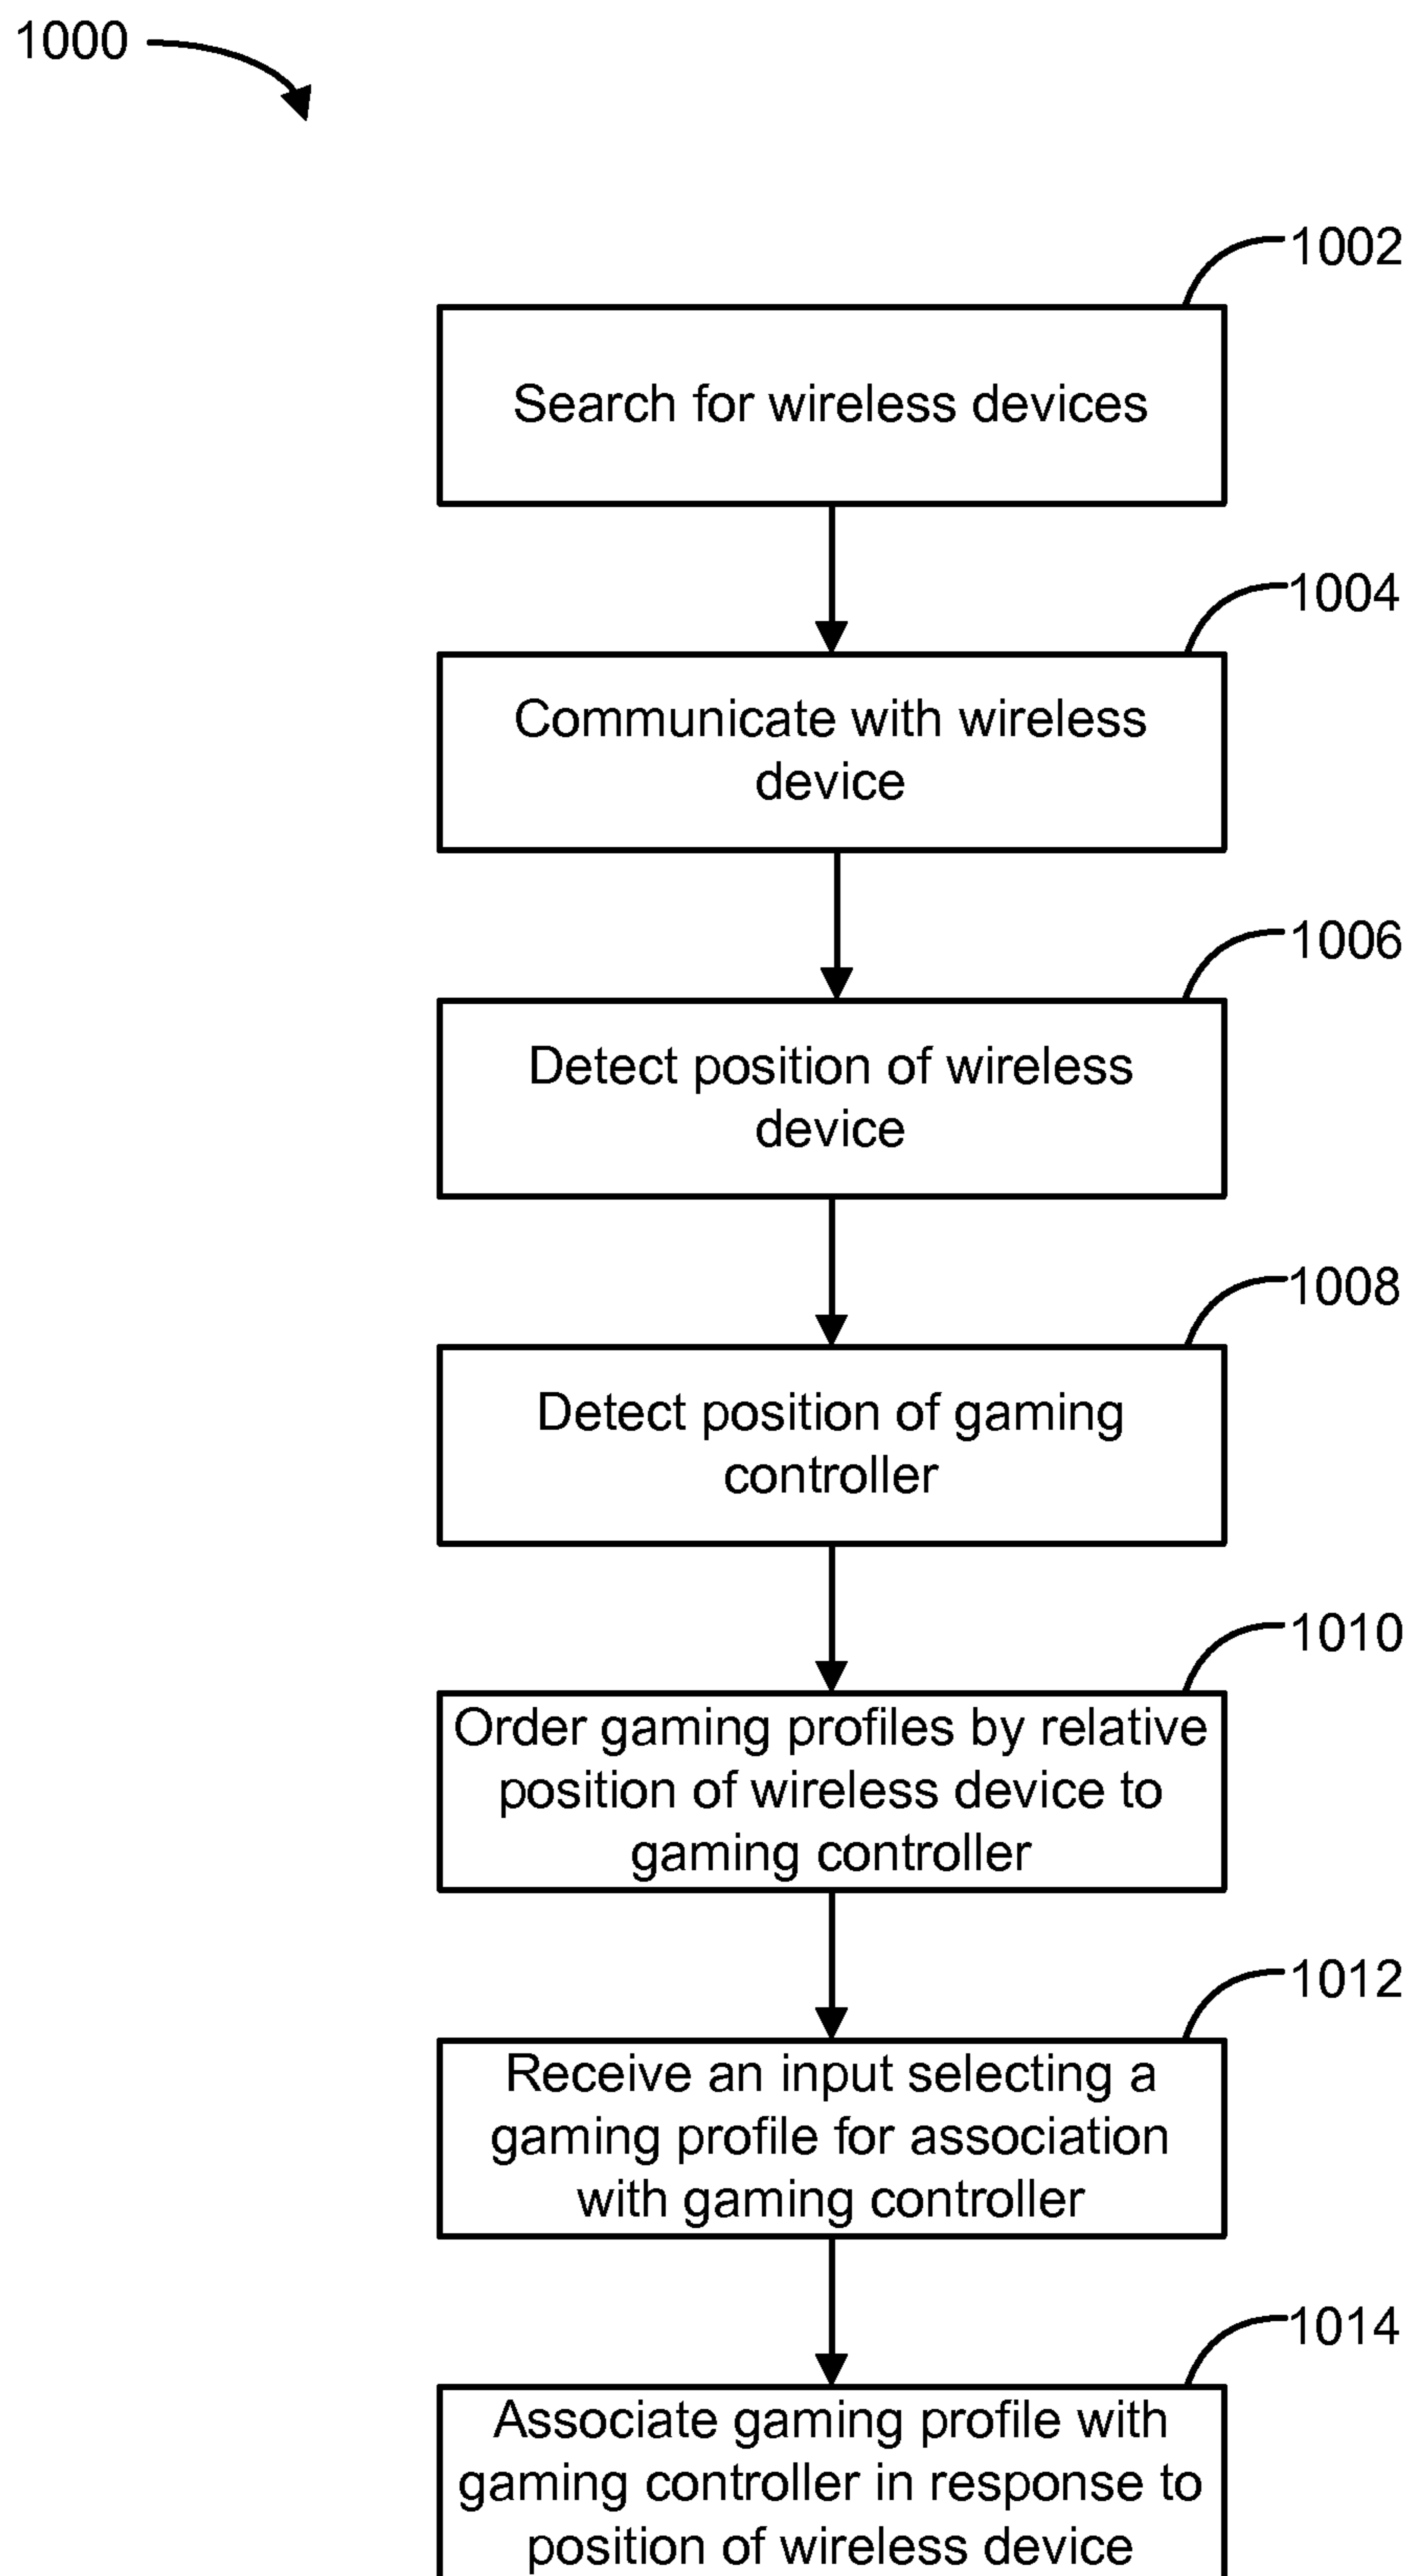 1000
1002
Search for wireless devices
1004
Communicate with wireless
device
1006
Detect position of wireless
device
1008
Detect position of gaming
controller
1010
Order gaming profiles by relative
position of wireless device to
gaming controller
1012
Receive an input selecting a
gaming profile for association
with gaming controller
1014
Associate gaming profile with
gaming controller in response to
position of wireless device